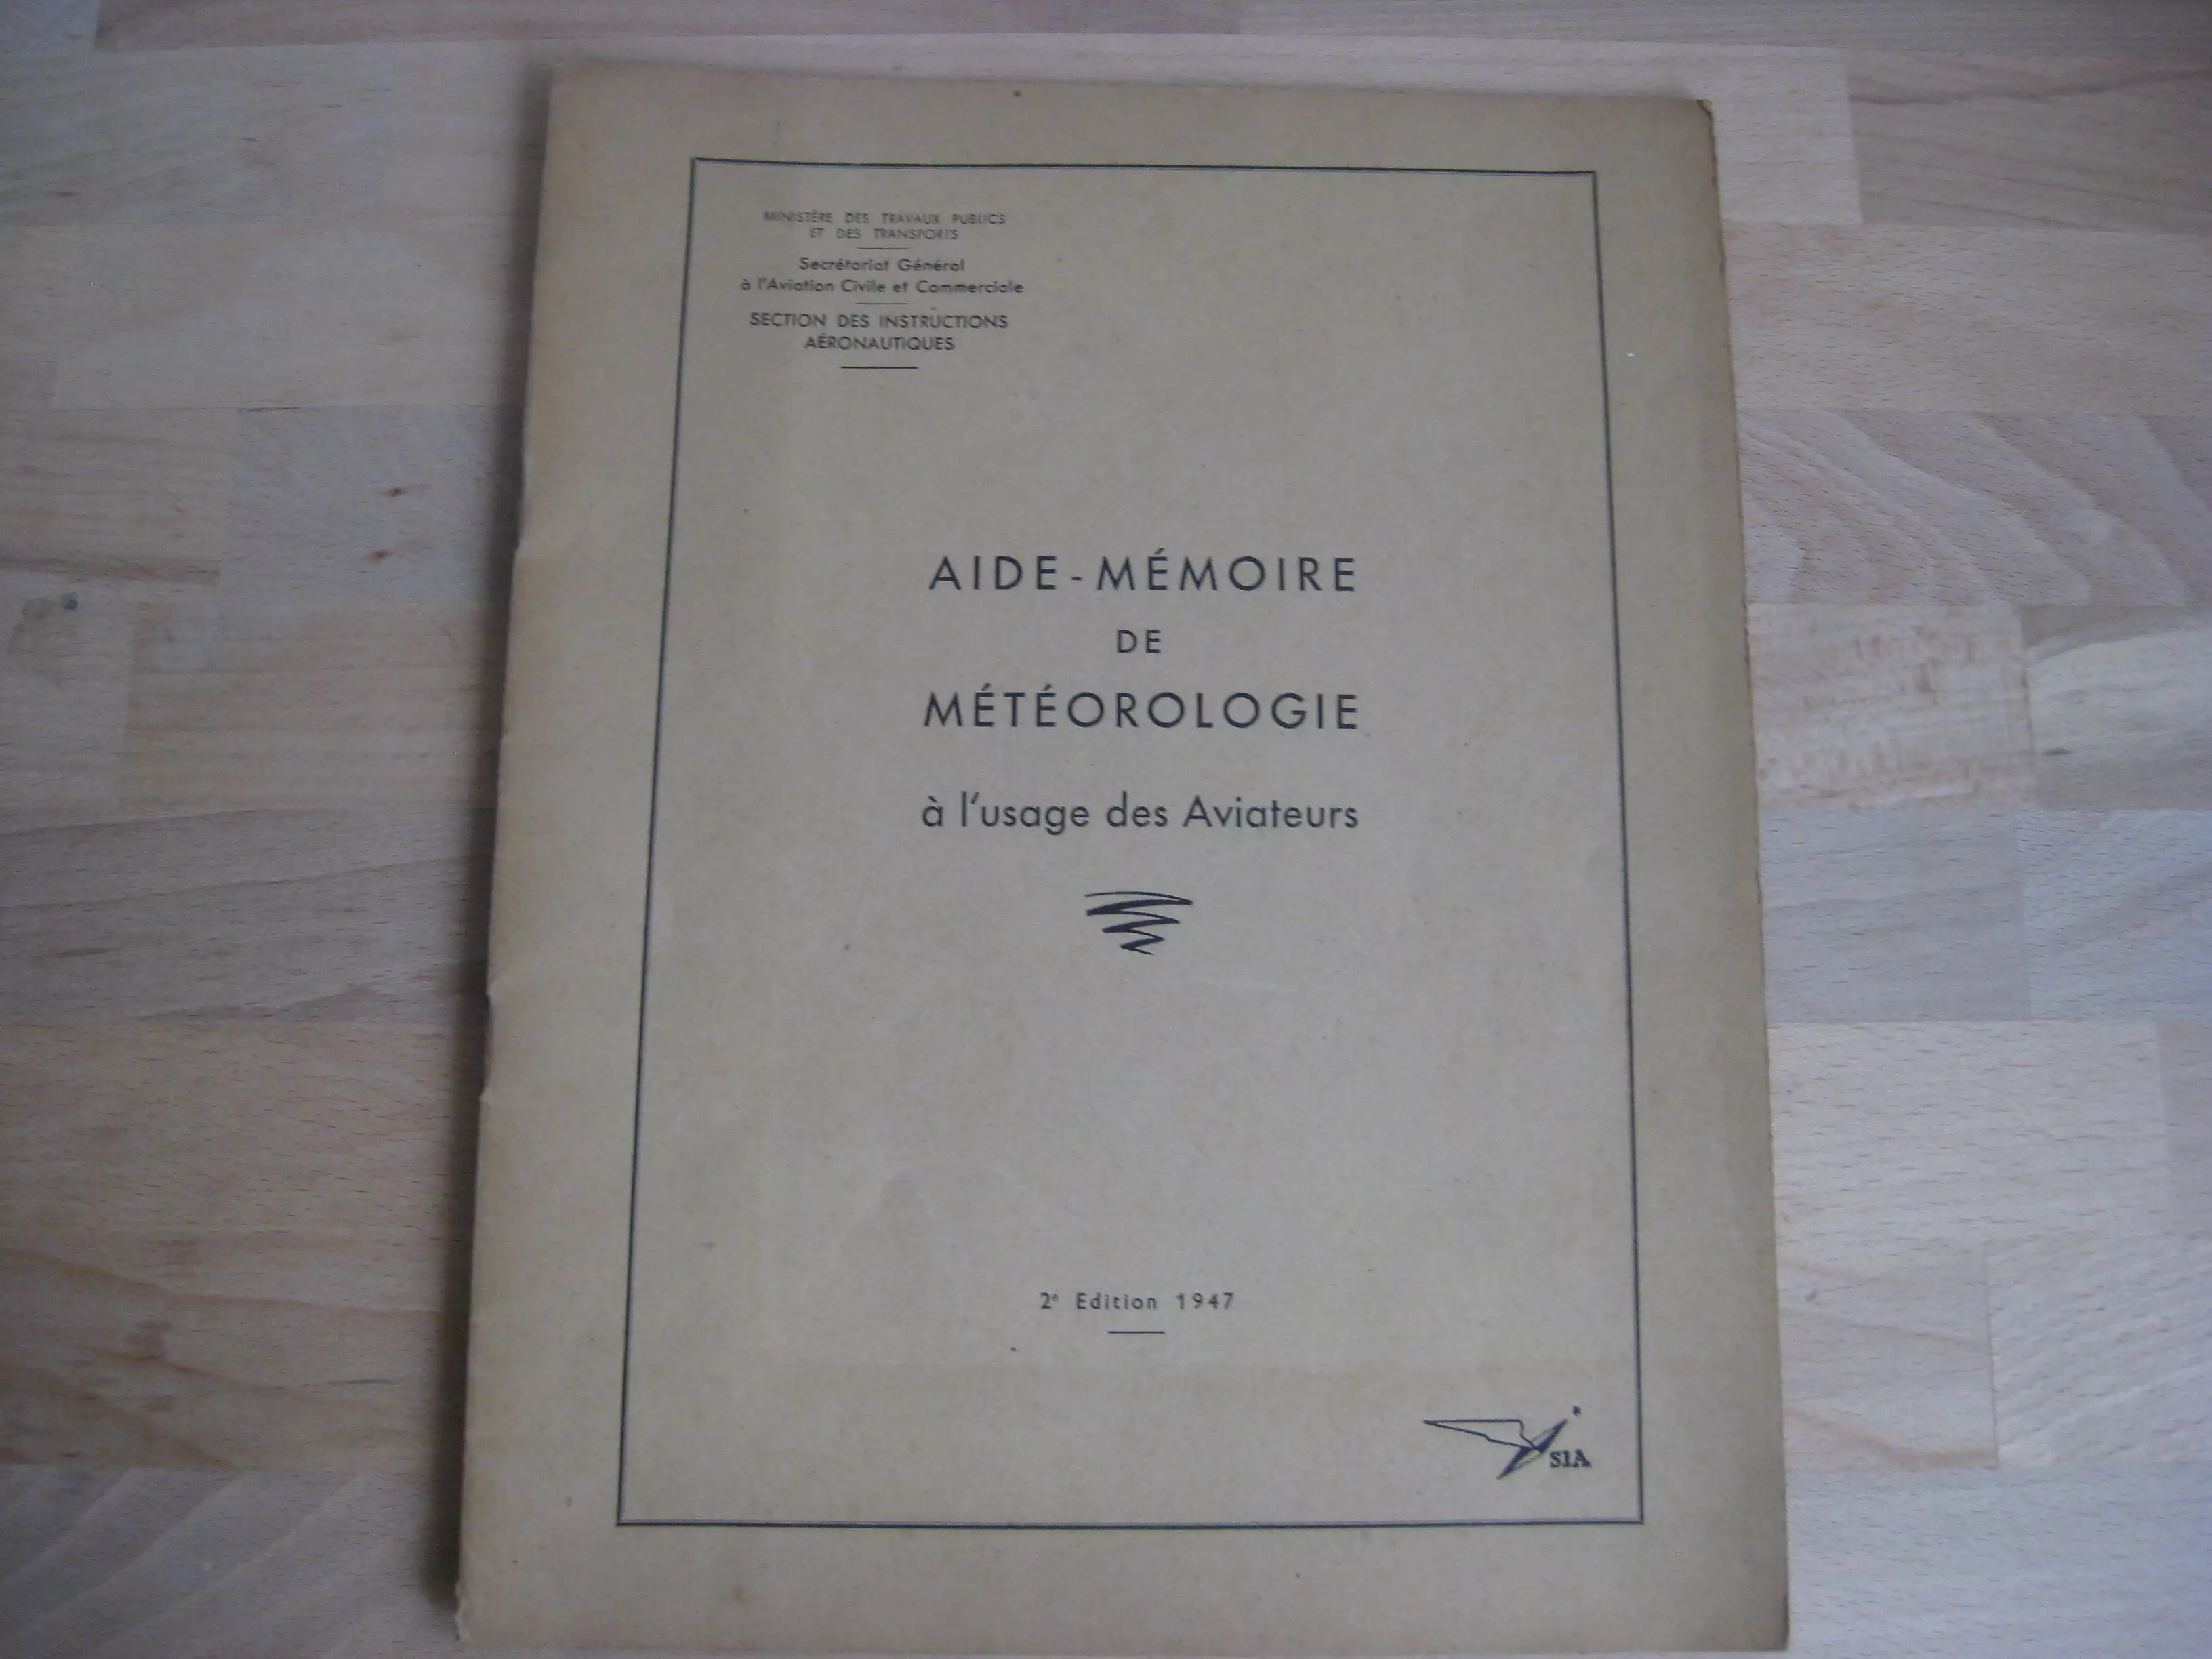 MINISTÈRE DES TRAVAUX PUBLICS
ET DES TRANSPORTS
Secrétariat Général
à l'Aviation Civile et Commerciale
SECTION DES INSTRUCTIONS
AÉRONAUTIQUES
AIDE-MÉMOIRE
DE
MÉTÉOROLOGIE
à l'usage des Aviateurs
2e Edition 1947
SIA